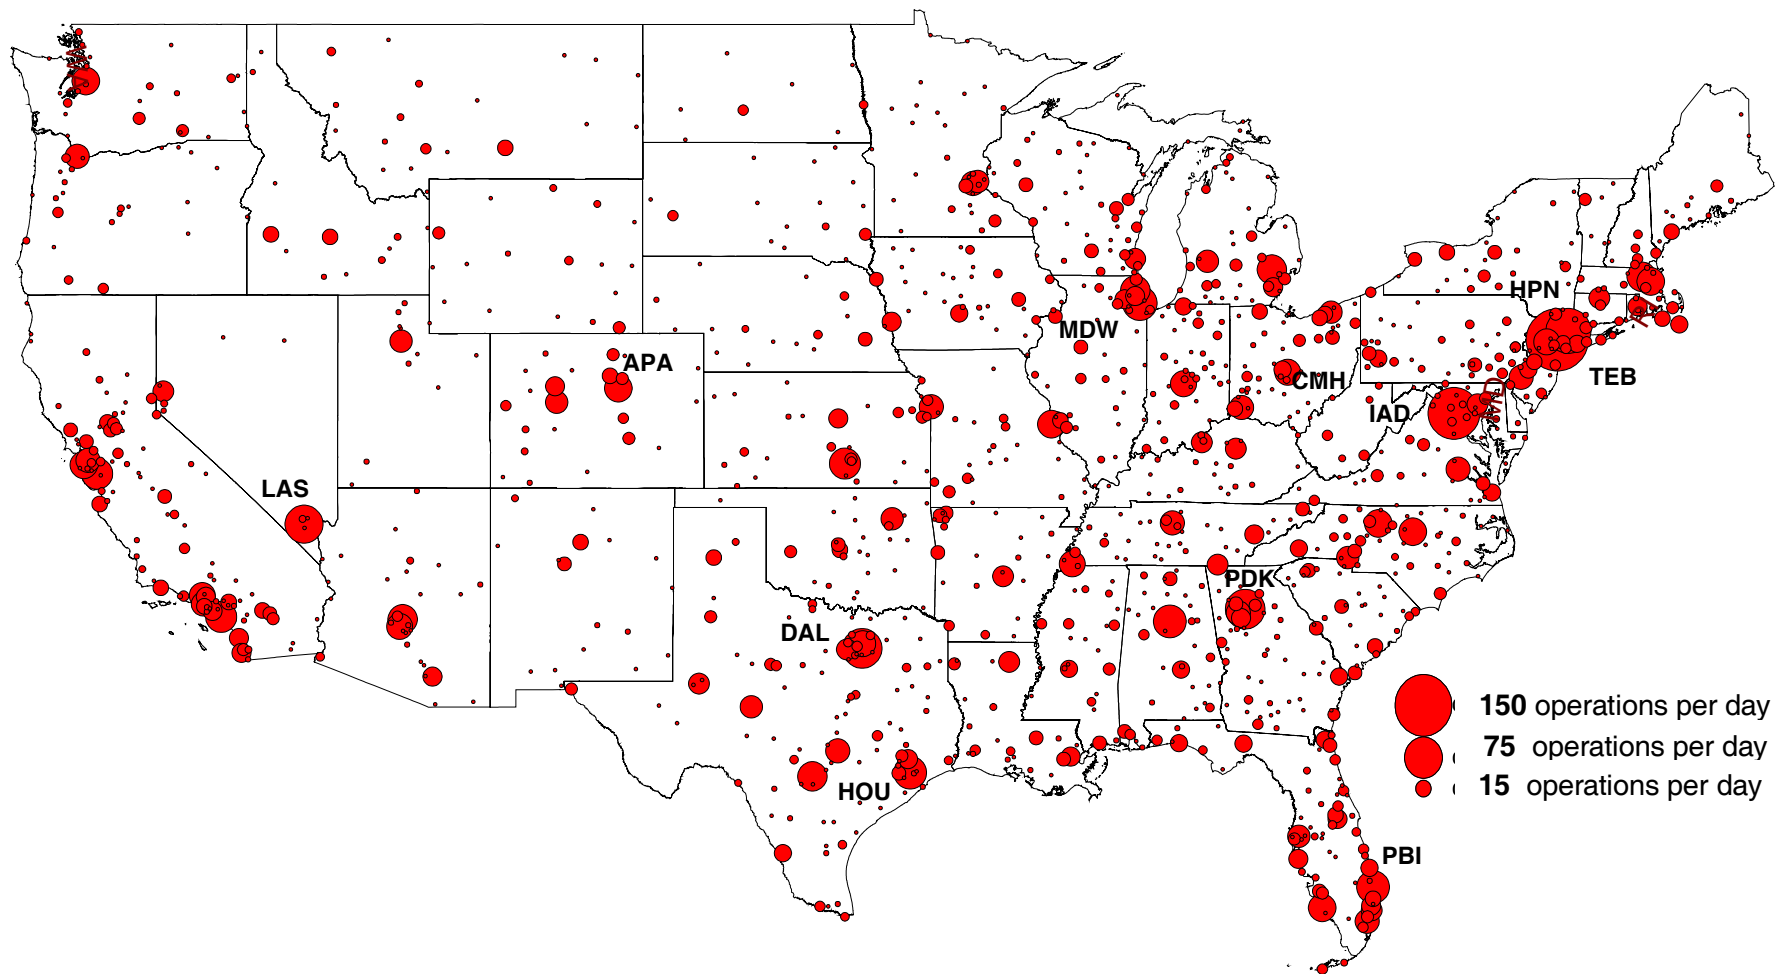 HPN
MDW
APA
TEB
CMH
IAD
LAS
PDK
DAL
150 operations per day
75 operations per day
15 operations per day
HOU
PBI